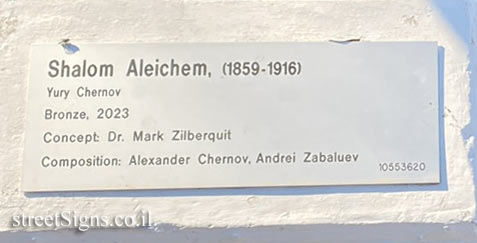 Shalom Aleichem, (1859-1916)
Yury Chernov
Bronze, 2023
Concept: Dr. Mark Zilberquit
Composition: Alexander Chernov, Andrei Zabaluev 10553620
streetSigns.co.il